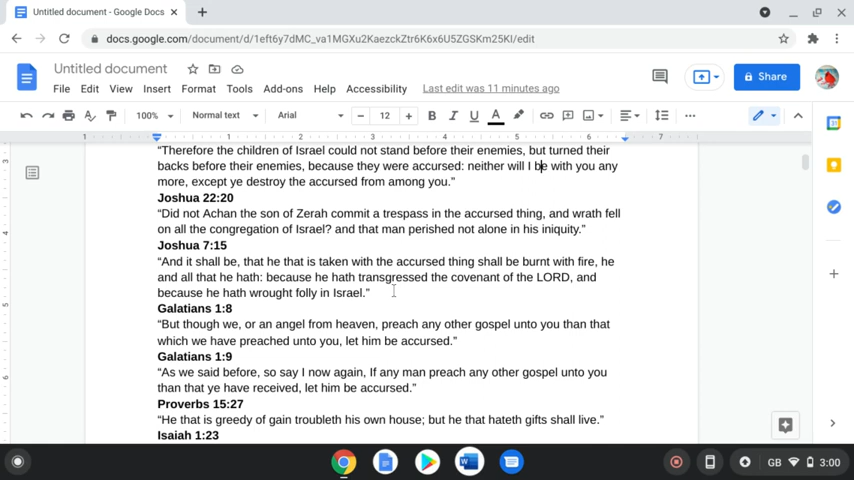 Untitled document - Google Docs
docs.google.com/document/d/1eft6y7dMC_va1MGXu2KaezckZtr6K6x6U5ZGSKm25KI/edit
Untitled document
File Edit View Insert Format Tools Add-ons Help Accessibility Last edit was 11 minutes ago
Share
100% Normal text Arial 12 B I U A
1 1 2 3 4 5 6 7
“Therefore the children of Israel could not stand before their enemies, but turned their
backs before their enemies, because they were accursed: neither will I be with you any
more, except ye destroy the accursed from among you.”
Joshua 22:20
“Did not Achan the son of Zerah commit a trespass in the accursed thing, and wrath fell
on all the congregation of Israel? and that man perished not alone in his iniquity.”
Joshua 7:15
“And it shall be, that he that is taken with the accursed thing shall be burnt with fire, he
and all that he hath: because he hath transgressed the covenant of the LORD, and
because he hath wrought folly in Israel.”
Galatians 1:8
“But though we, or an angel from heaven, preach any other gospel unto you than that
which we have preached unto you, let him be accursed.”
Galatians 1:9
“As we said before, so say I now again, If any man preach any other gospel unto you
than that ye have received, let him be accursed.”
Proverbs 15:27
“He that is greedy of gain troubleth his own house; but he that hateth gifts shall live.”
Isaiah 1:23
3
4
5
6
W
GB 3:00